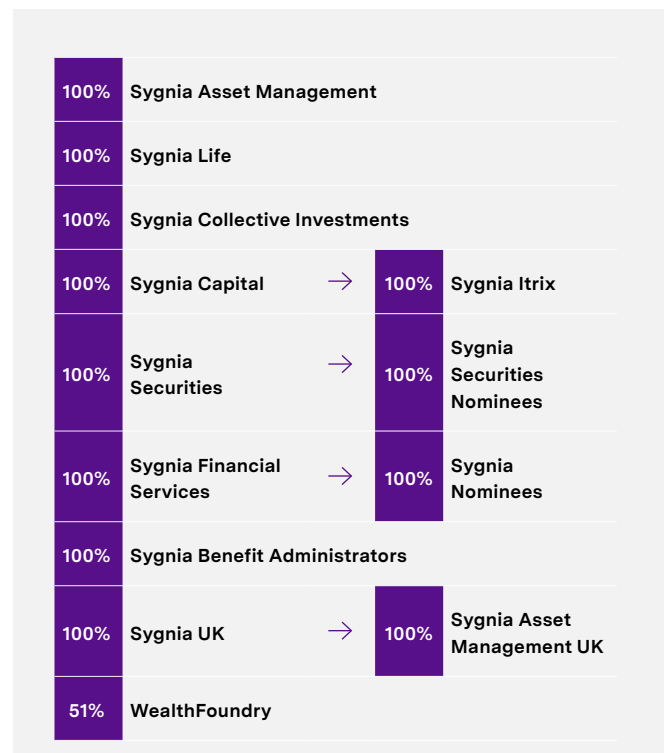 100% Sygnia Asset Management
100% Sygnia Life
100% Sygnia Collective Investments
100% Sygnia Capital → 100% Sygnia Itrix
100% Sygnia
Securities → 100% Sygnia
Securities
Nominees
100% Sygnia Financial
Services → 100% Sygnia
Nominees
100% Sygnia Benefit Administrators
100% Sygnia UK → 100% Sygnia Asset
Management UK
51% WealthFoundry